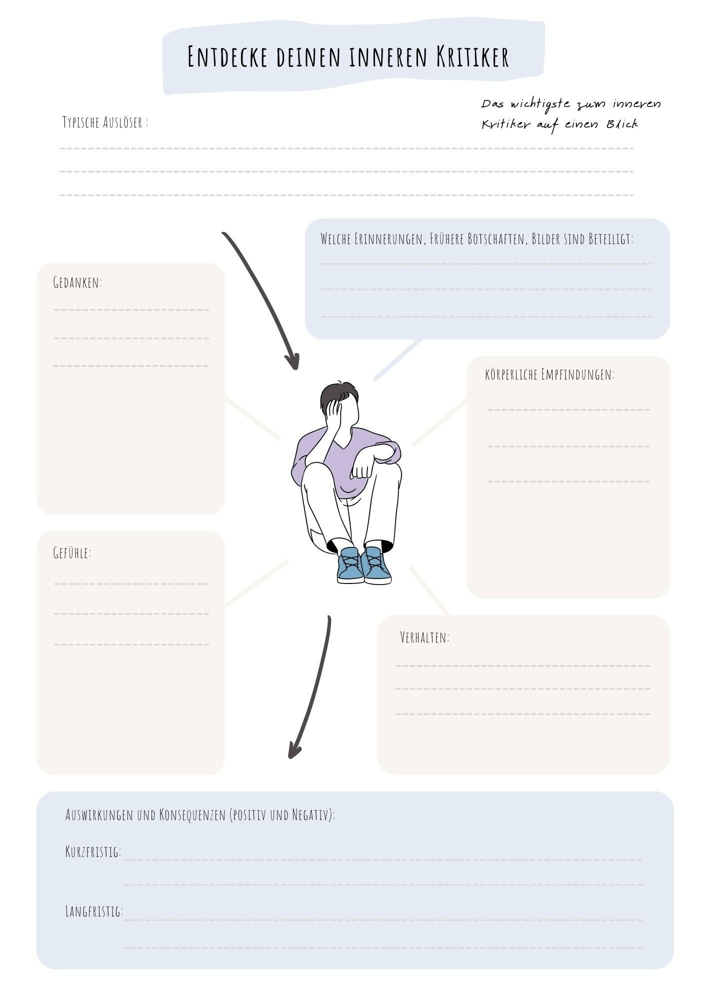 Entdecke deinen inneren Kritiker
Das wichtigste zum inneren
Kritiker auf einen Blick
Typische Auslöser :
Welche Erinnerungen, Frühere Botschaften, Bilder sind Beteiligt:
Gedanken:
körperliche Empfindungen:
Gefühle:
Verhalten:
Auswirkungen und Konsequenzen (positiv und Negativ):
Kurzfristig:
Langfristig: